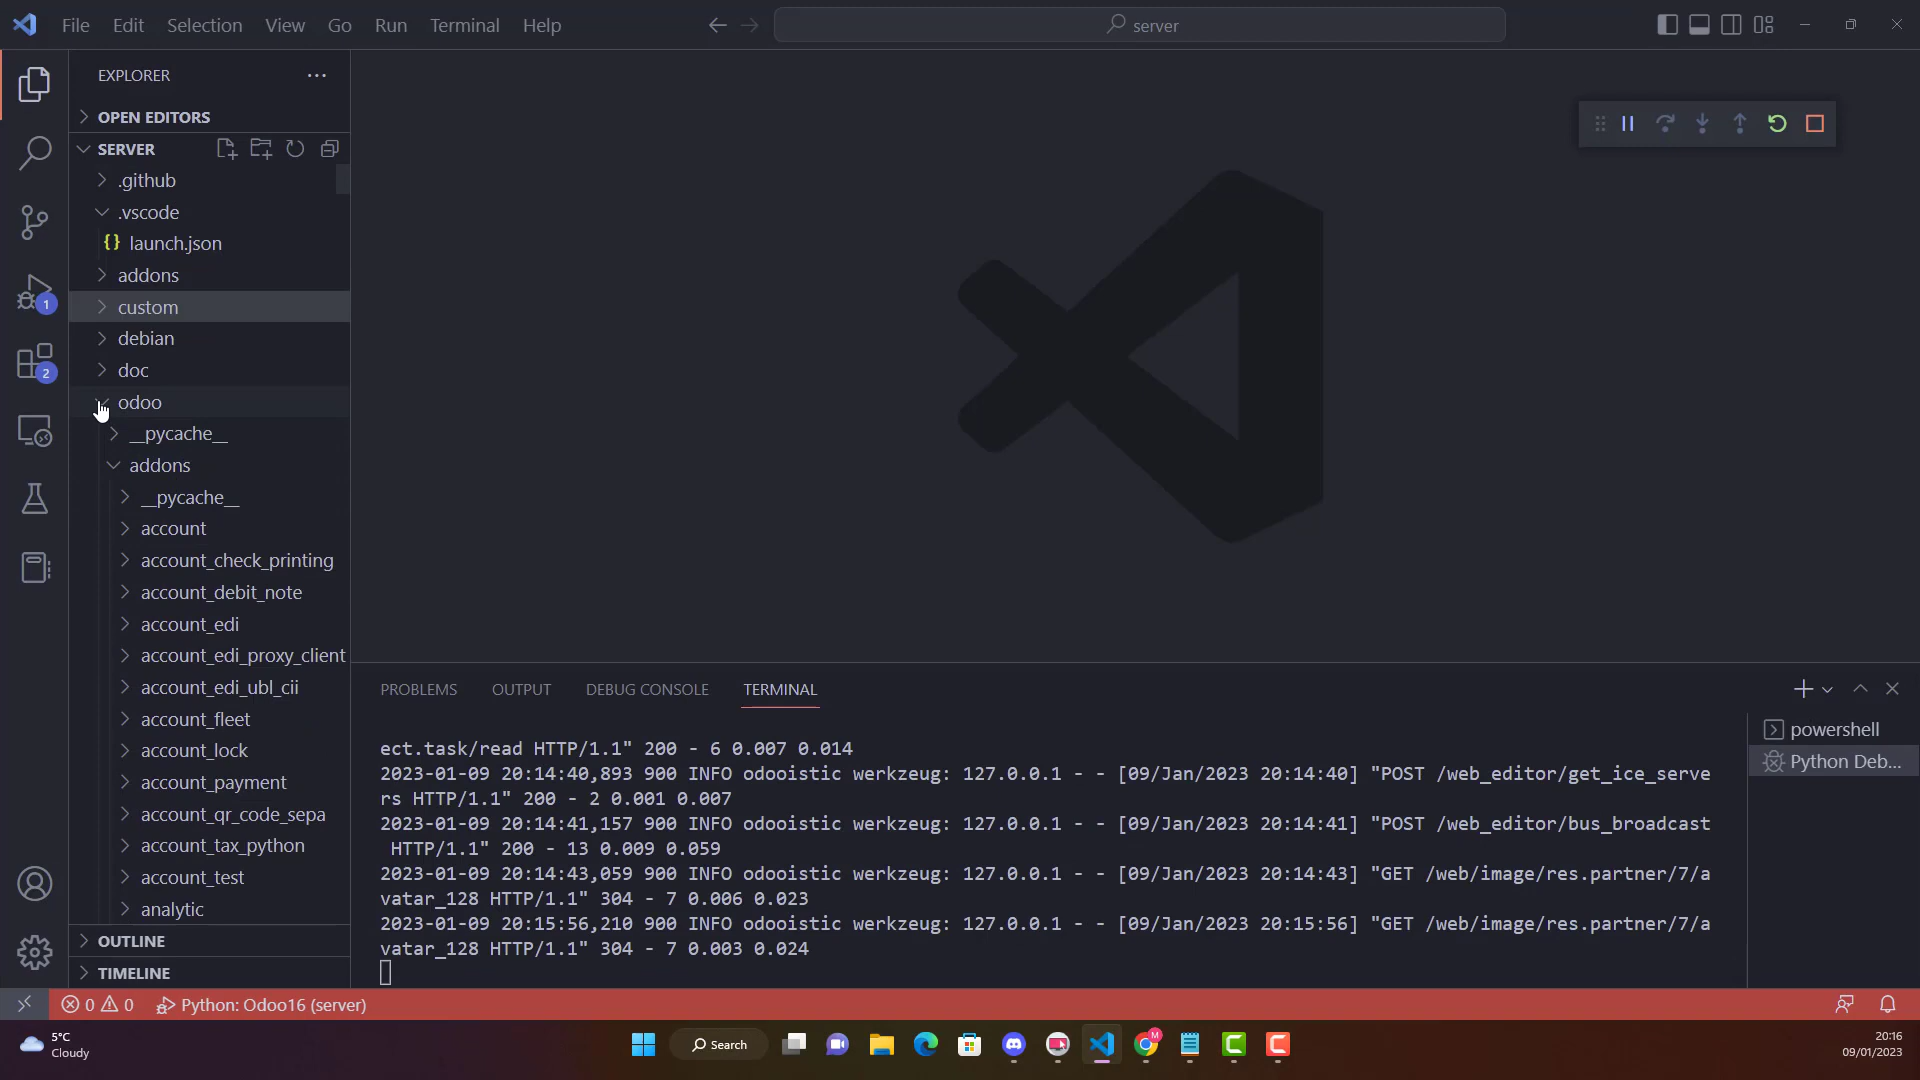 File Edit Selection View Go Run Terminal Help server
EXPLORER
OPEN EDITORS
SERVER
.github
.vscode
{} launch.json
addons
custom
debian
doc
odoo
__pycache__
addons
__pycache__
account
account_check_printing
account_debit_note
account_edi
account_edi_proxy_client
account_edi_ubl_cii
account_fleet
account_lock
account_payment
account_qr_code_sepa
account_tax_python
account_test
analytic
OUTLINE
TIMELINE
1
2
PROBLEMS OUTPUT DEBUG CONSOLE TERMINAL
ect.task/read HTTP/1.1" 200 - 6 0.007 0.014
2023-01-09 20:14:40,893 900 INFO odooistic werkzeug: 127.0.0.1 - - [09/Jan/2023 20:14:40] "POST /web_editor/get_ice_serve
rs HTTP/1.1" 200 - 2 0.001 0.007
2023-01-09 20:14:41,157 900 INFO odooistic werkzeug: 127.0.0.1 - - [09/Jan/2023 20:14:41] "POST /web_editor/bus_broadcast
 HTTP/1.1" 200 - 13 0.009 0.059
2023-01-09 20:14:43,059 900 INFO odooistic werkzeug: 127.0.0.1 - - [09/Jan/2023 20:14:43] "GET /web/image/res.partner/7/a
vatar_128 HTTP/1.1" 304 - 7 0.006 0.023
2023-01-09 20:15:56,210 900 INFO odooistic werkzeug: 127.0.0.1 - - [09/Jan/2023 20:15:56] "GET /web/image/res.partner/7/a
vatar_128 HTTP/1.1" 304 - 7 0.003 0.024
powershell
Python Deb...
0 0 Python: Odoo16 (server)
5°C
Cloudy
Search
M
20:16
09/01/2023